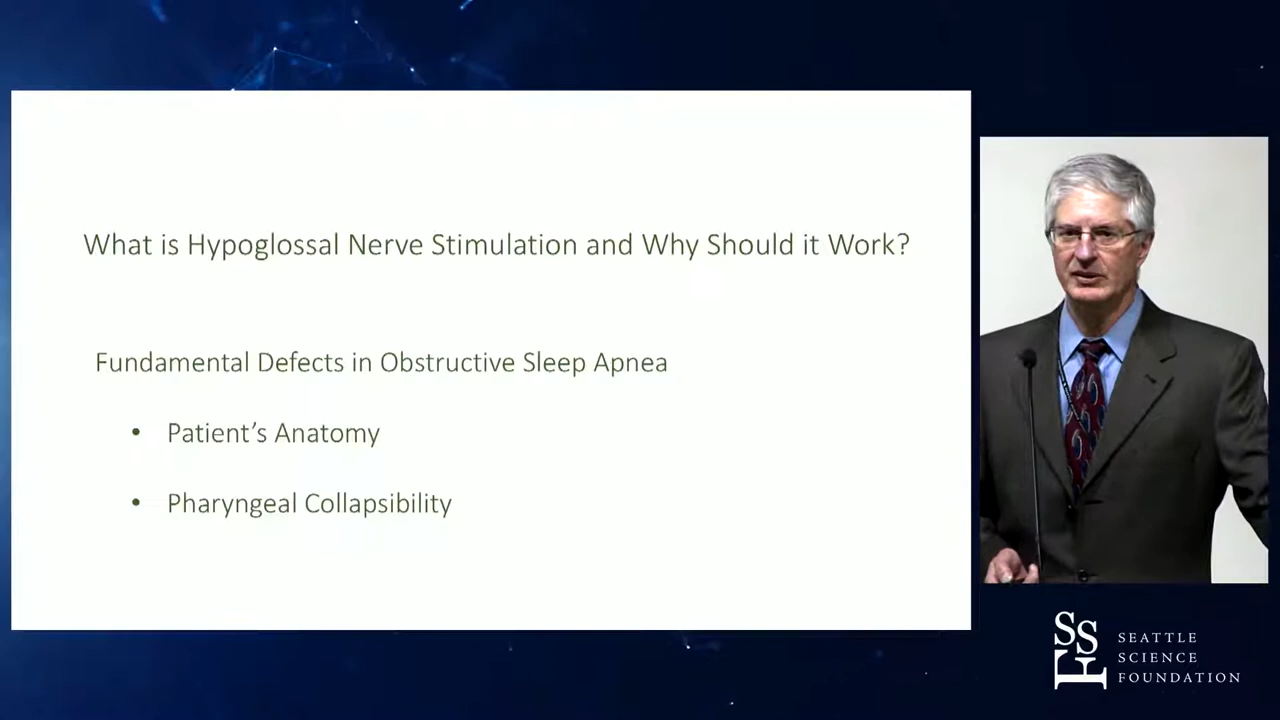 What is Hypoglossal Nerve Stimulation and Why Should it Work?
Fundamental Defects in Obstructive Sleep Apnea
• Patient’s Anatomy
• Pharyngeal Collapsibility
SSF
SEATTLE
SCIENCE
FOUNDATION